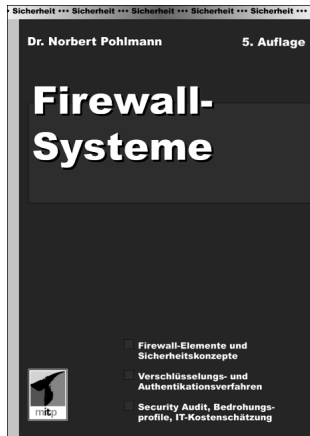 • Sicherheit ••• Sicherheit ••• Sicherheit ••• Sicherheit ••• Sicherheit •••
Dr. Norbert Pohlmann 5. Auflage
Firewall-
Systeme
Firewall-Elemente und
Sicherheitskonzepte
Verschlüsselungs- und
Authentikationsverfahren
Security Audit, Bedrohungs-
profile, IT-Kostenschätzung
mitp